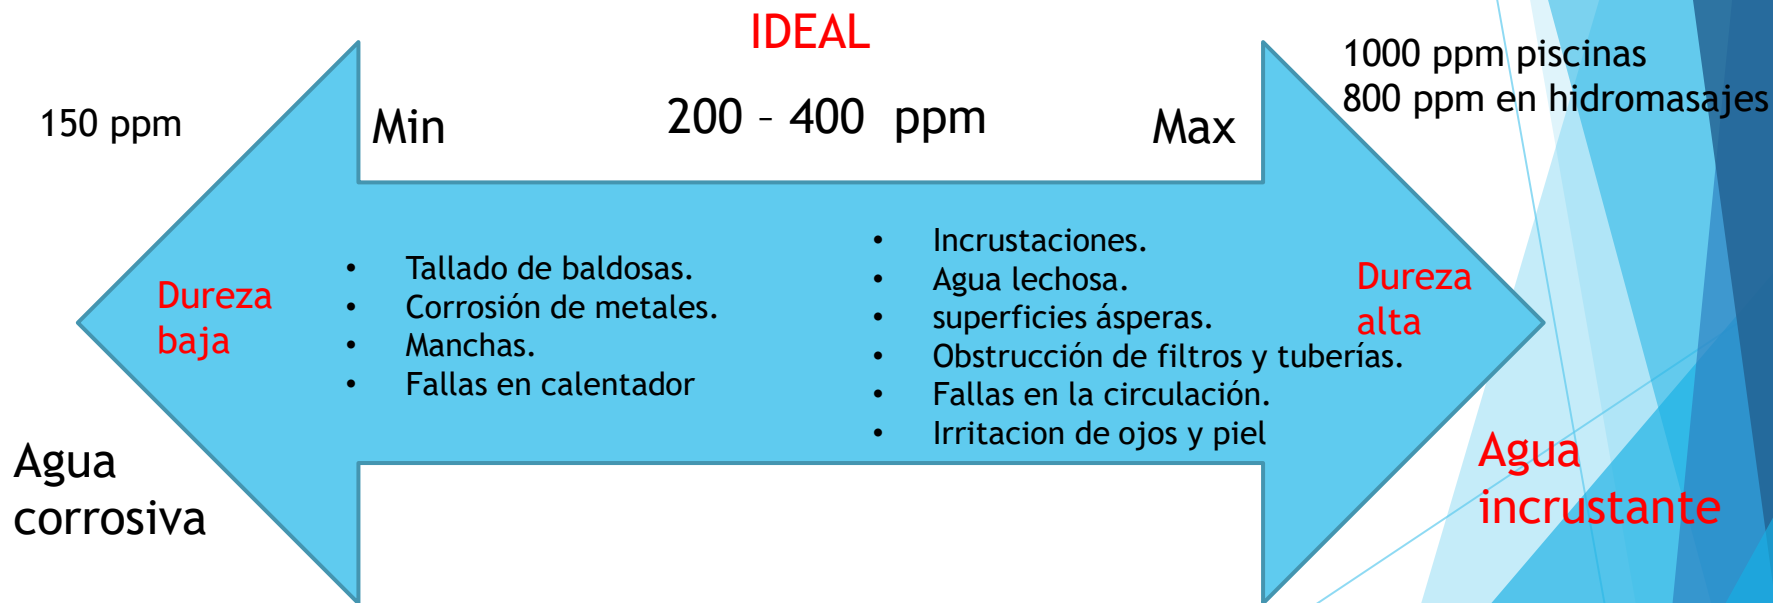 IDEAL
150 ppm
Min
200 – 400 ppm
Max
1000 ppm piscinas
800 ppm en hidromasajes
Dureza
baja
• Tallado de baldosas.
• Corrosión de metales.
• Manchas.
• Fallas en calentador
• Incrustaciones.
• Agua lechosa.
• superficies ásperas.
• Obstrucción de filtros y tuberías.
• Fallas en la circulación.
• Irritacion de ojos y piel
Dureza
alta
Agua
corrosiva
Agua
incrustante